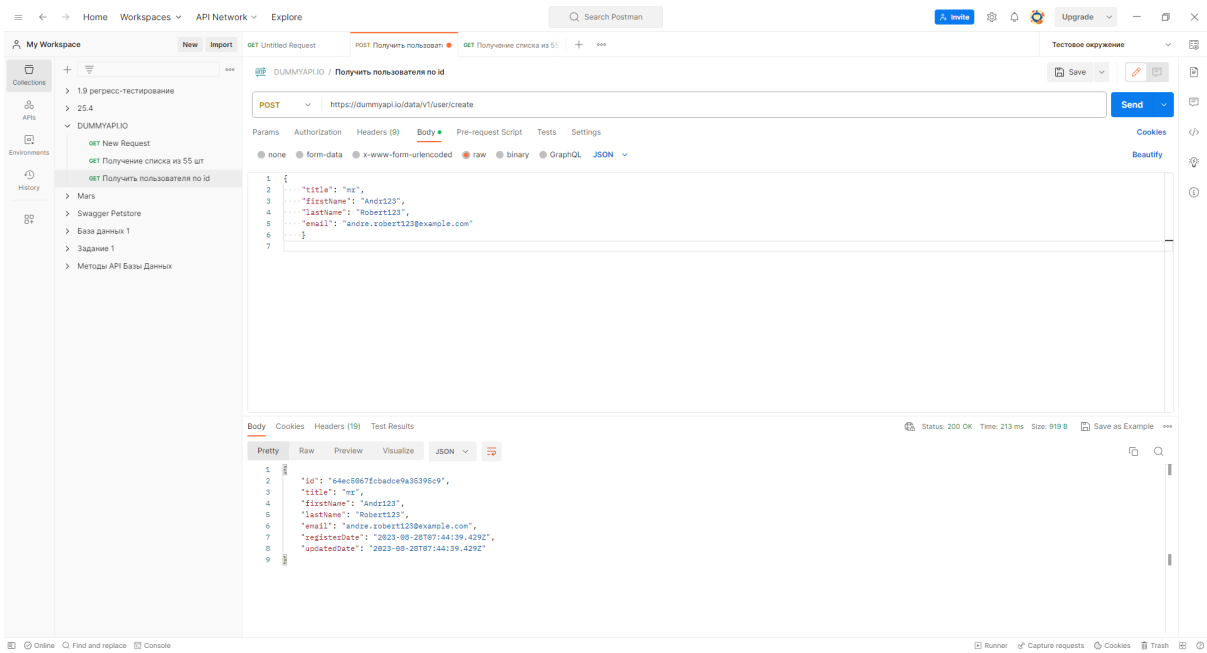 Home Workspaces API Network Explore Search Postman Invite Upgrade
My Workspace New Import GET Untitled Request POST Получить пользоват GET Получение списка из 55 Тестовое окружение
Collections
APIs
Environments
History
1.9 регресс-тестирование
25.4
DUMMYAPI.IO
GET New Request
GET Получение списка из 55 шт
GET Получить пользователя по id
Mars
Swagger Petstore
База данных 1
Задание 1
Методы API Базы Данных
HTTP DUMMYAPI.IO / Получить пользователя по id Save
POST https://dummyapi.io/data/v1/user/create Send
Params Authorization Headers (9) Body Pre-request Script Tests Settings Cookies
none form-data x-www-form-urlencoded raw binary GraphQL JSON Beautify
1 {
2 "title": "mr",
3 "firstName": "Andr123",
4 "lastName": "Robert123",
5 "email": "andre.robert123@example.com"
6 }
7
Body Cookies Headers (19) Test Results Status: 200 OK Time: 213 ms Size: 919 B Save as Example
Pretty Raw Preview Visualize JSON
1 {
2 "id": "64ec5067fcbadce9a35395c9",
3 "title": "mr",
4 "firstName": "Andr123",
5 "lastName": "Robert123",
6 "email": "andre.robert123@example.com",
7 "registerDate": "2023-08-28T07:44:39.429Z",
8 "updatedDate": "2023-08-28T07:44:39.429Z"
9 }
Online Find and replace Console Runner Capture requests Cookies Trash